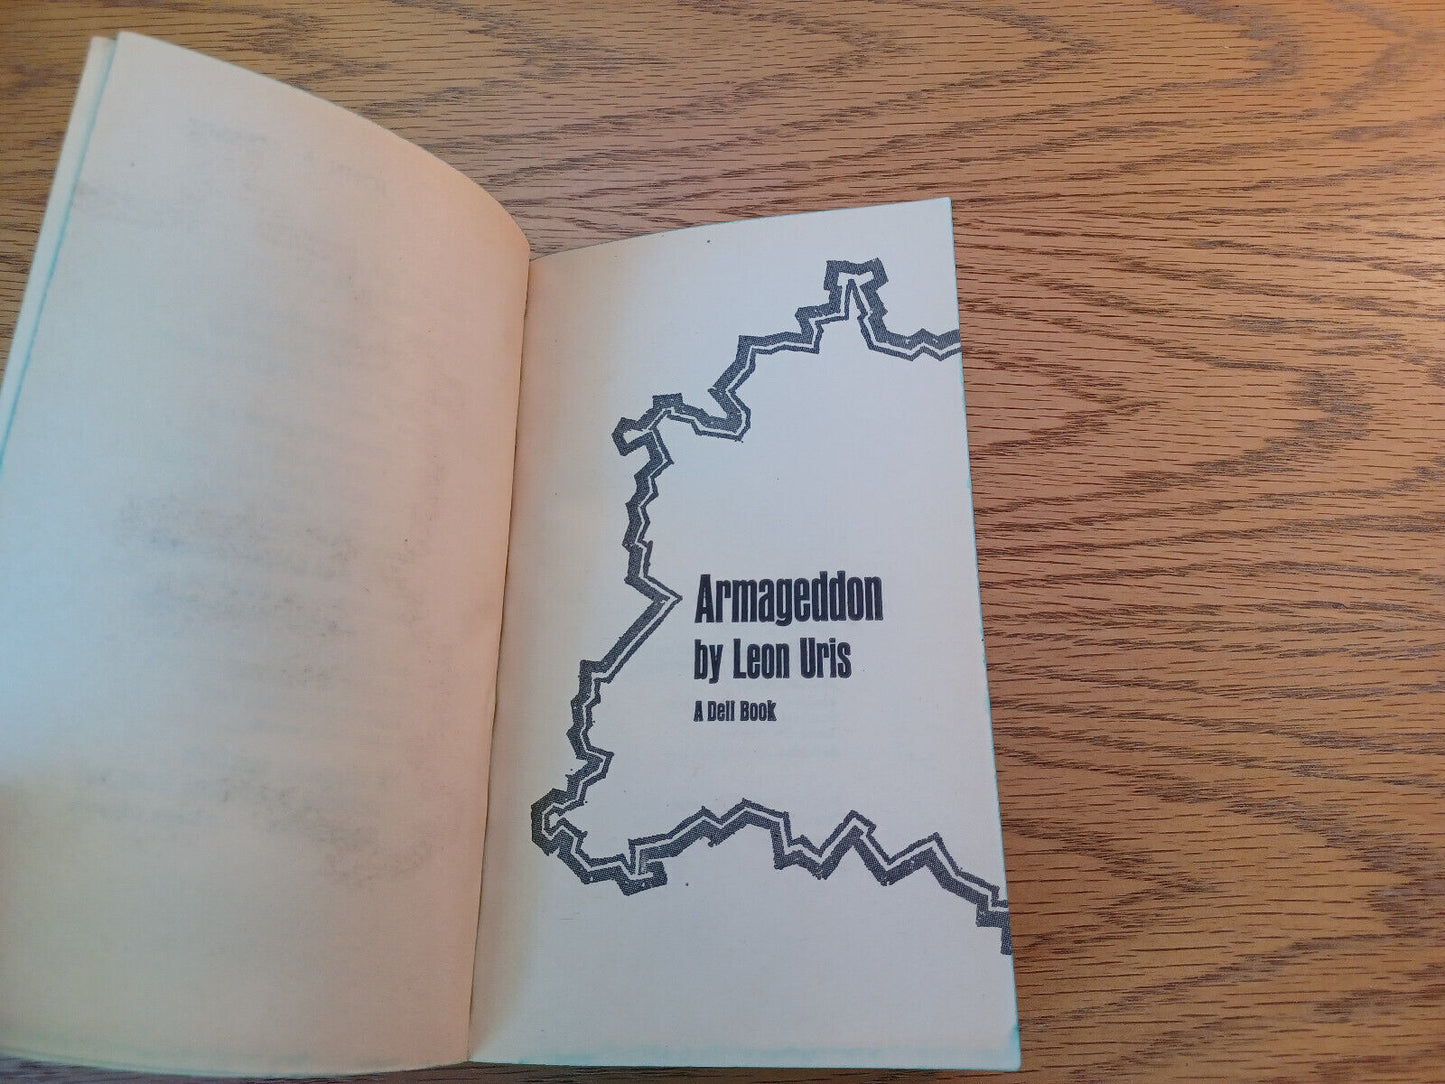 Armageddon
by Leon Uris
A Dell Book